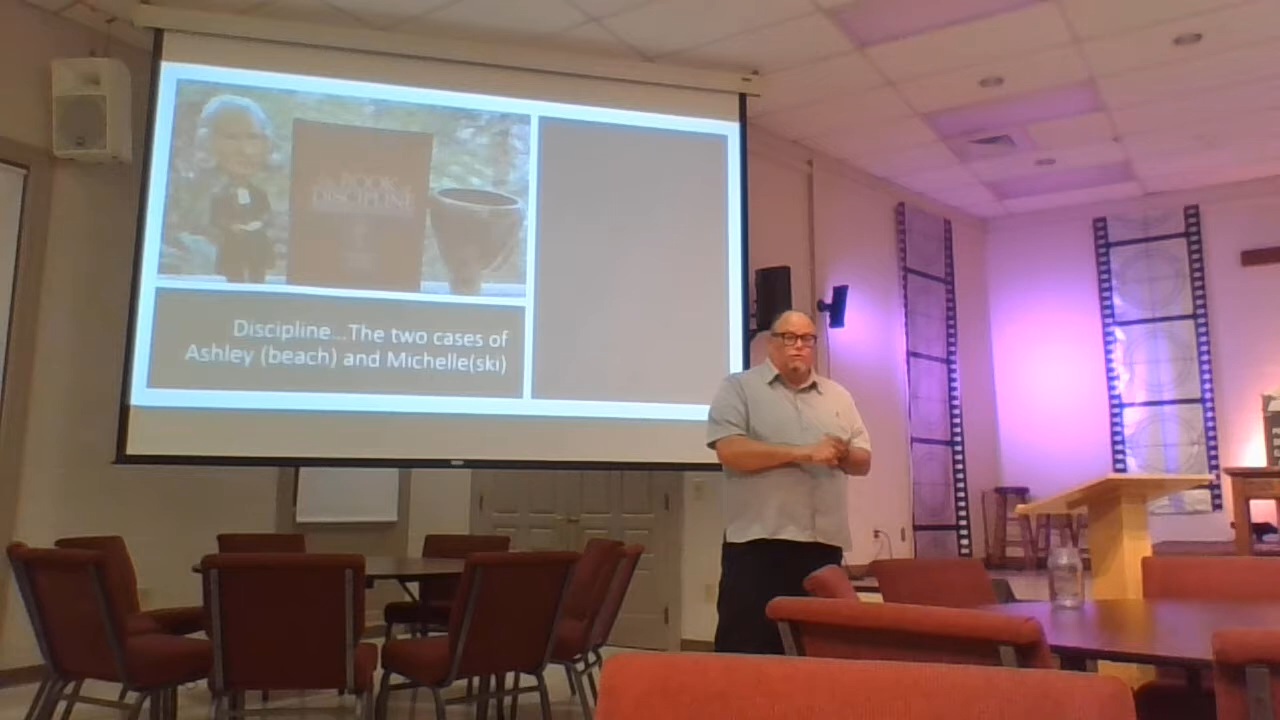 BOOK
DISCIPLINE
Discipline...The two cases of
Ashley (beach) and Michelle(ski)